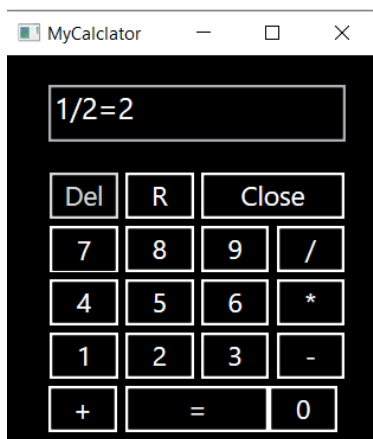 MyCalclator
1/2=2
Del R Close
7 8 9 /
4 5 6 *
1 2 3 -
+ = 0